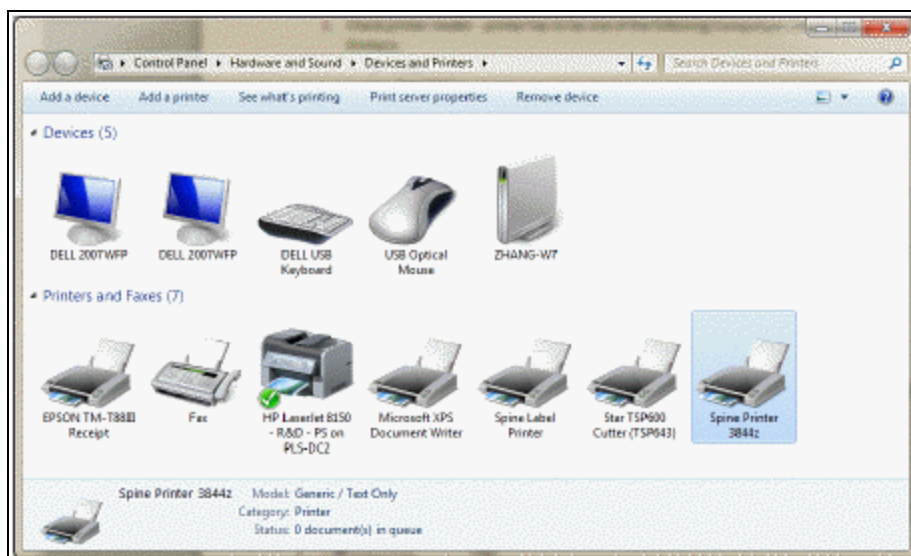 Control Panel ▸ Hardware and Sound ▸ Devices and Printers ▸
Search Devices and Printers
Add a device Add a printer See what's printing Print server properties Remove device
Devices (5)
DELL 2007WFP
DELL 2007WFP
DELL USB
Keyboard
USB Optical
Mouse
ZHANG-W7
Printers and Faxes (7)
EPSON TM-T88III
Receipt
Fax
HP LaserJet 8150
- R&D - PS on
PLS-DC2
Microsoft XPS
Document Writer
Spine Label
Printer
Star TSP600
Cutter (TSP643)
Spine Printer
3844z
Spine Printer 3844z Model: Generic / Text Only
Category: Printer
Status: 0 document(s) in queue